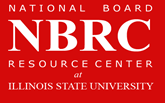 NATIONAL BOARD
NBRC
RESOURCE CENTER
at
ILLINOIS STATE UNIVERSITY